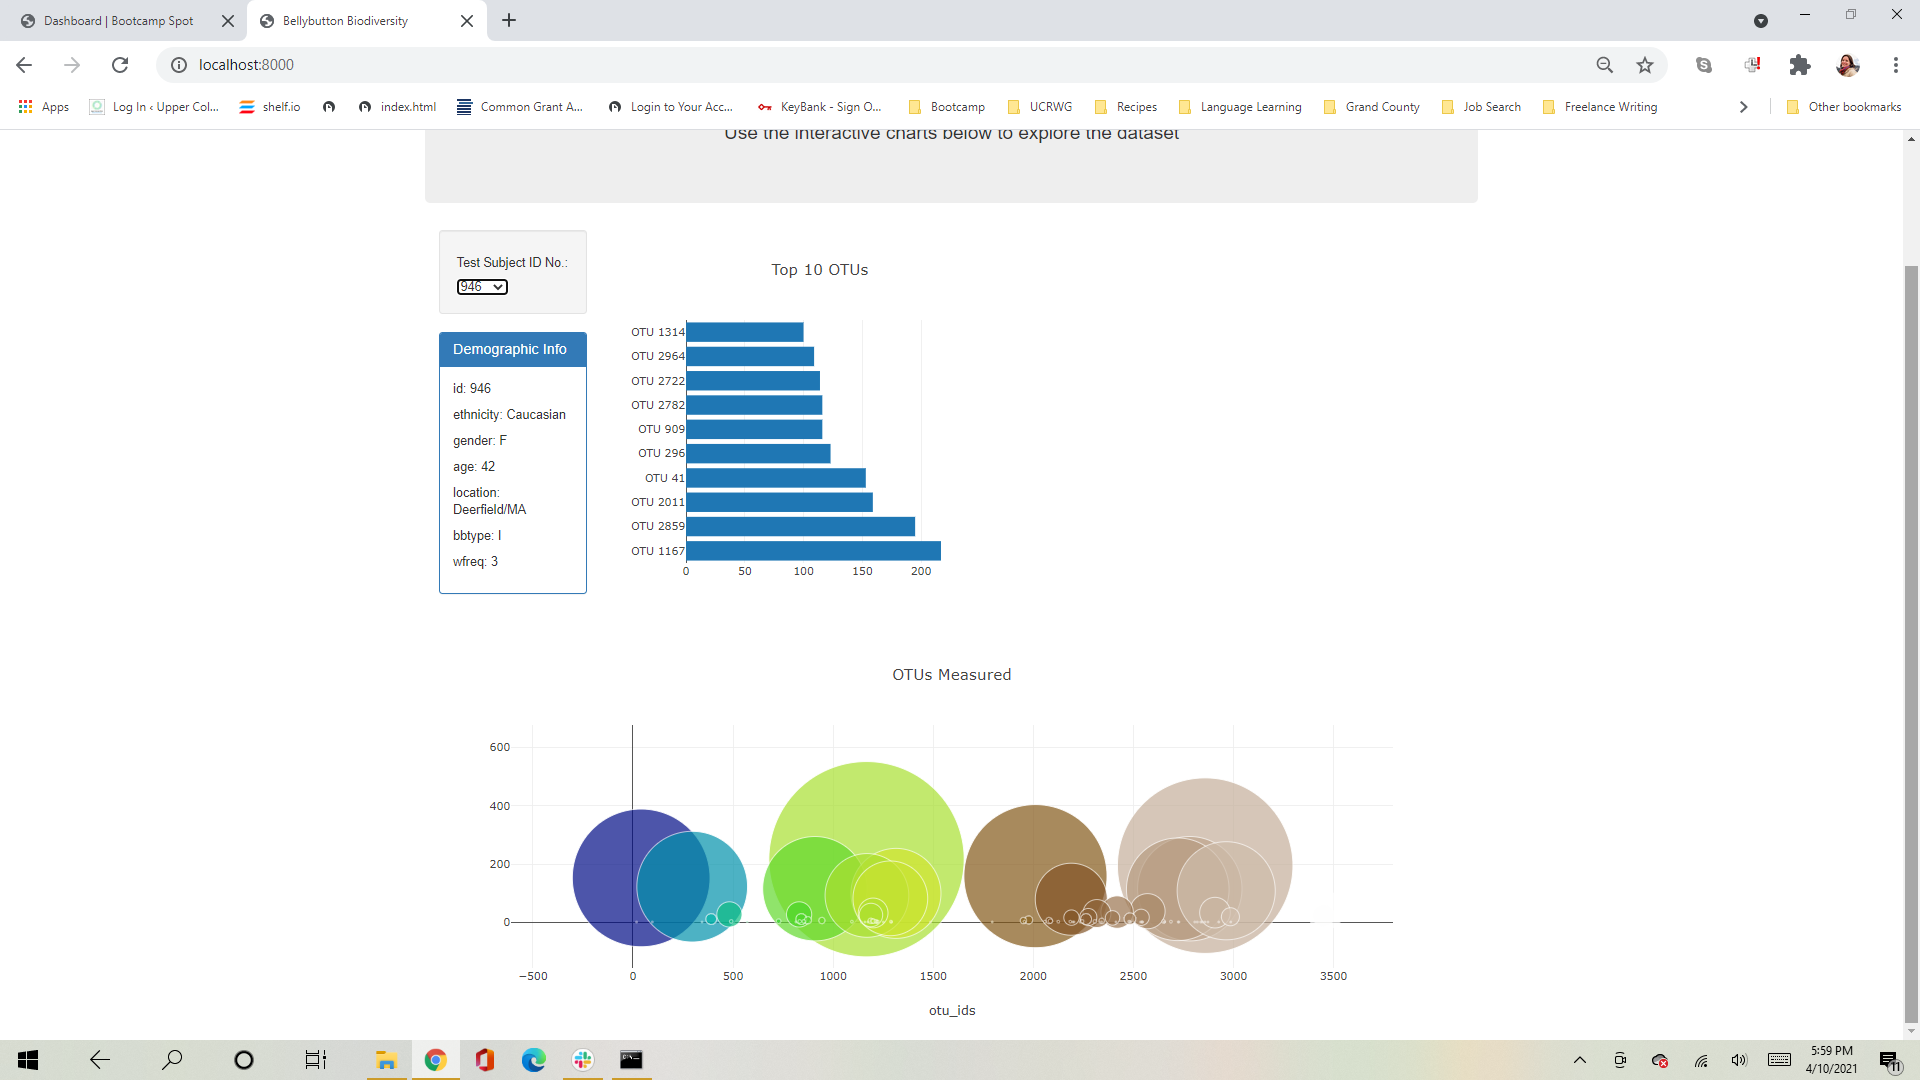 Dashboard | Bootcamp Spot
Bellybutton Biodiversity
localhost:8000
Apps
Log In ‹ Upper Col...
shelf.io
index.html
Common Grant A...
Login to Your Acc...
KeyBank - Sign O...
Bootcamp
UCRWG
Recipes
Language Learning
Grand County
Job Search
Freelance Writing
Other bookmarks
Use the interactive charts below to explore the dataset
Test Subject ID No.:
946
Demographic Info
id: 946
ethnicity: Caucasian
gender: F
age: 42
location:
Deerfield/MA
bbtype: I
wfreq: 3
Top 10 OTUs
OTU 1314
OTU 2964
OTU 2722
OTU 2782
OTU 909
OTU 296
OTU 41
OTU 2011
OTU 2859
OTU 1167
0 50 100 150 200
OTUs Measured
600
400
200
0
−500 0 500 1000 1500 2000 2500 3000 3500
otu_ids
5:59 PM
4/10/2021
11